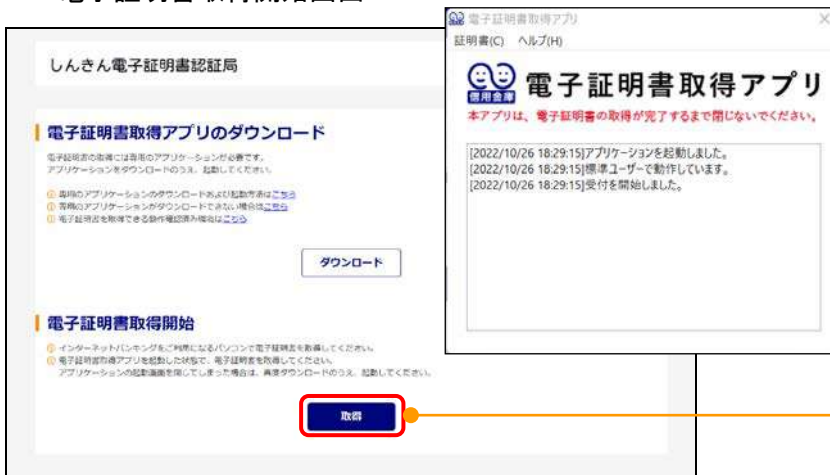 しんきん電子証明書認証局
電子証明書取得アプリのダウンロード
電子証明書の取得には専用のアプリケーションが必要です。
アプリケーションをダウンロードのうえ、起動してください。
専用のアプリケーションのダウンロードおよび起動方法はこちら
専用のアプリケーションがダウンロードできない場合はこちら
電子証明書を取得できる動作確認済み環境はこちら
ダウンロード
電子証明書取得開始
インターネットバンキングをご利用になるパソコンで電子証明書を取得してください。
電子証明書取得アプリを起動した状態で、電子証明書を取得してください。
アプリケーションの起動画面を閉じてしまった場合は、再度ダウンロードのうえ、起動してください。
取得
電子証明書取得アプリ
証明書(C) ヘルプ(H)
信用金庫
電子証明書取得アプリ
本アプリは、電子証明書の取得が完了するまで閉じないでください。
[2022/10/26 18:29:15]アプリケーションを起動しました。
[2022/10/26 18:29:15]標準ユーザーで動作しています。
[2022/10/26 18:29:15]受付を開始しました。